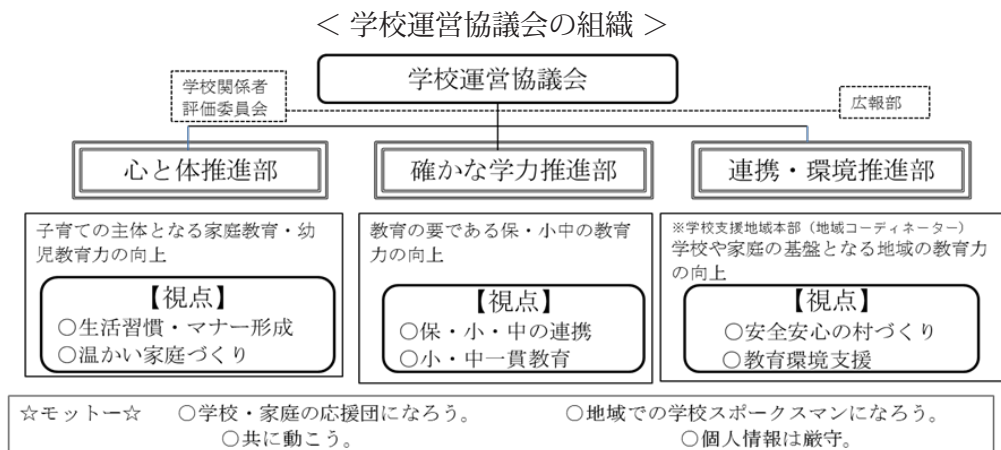 ＜ 学校運営協議会の組織 ＞
学校運営協議会
学校関係者
評価委員会
広報部
心と体推進部
確かな学力推進部
連携・環境推進部
子育ての主体となる家庭教育・幼
児教育力の向上
【視点】
○生活習慣・マナー形成
○温かい家庭づくり
教育の要である保・小中の教育
力の向上
【視点】
○保・小・中の連携
○小・中一貫教育
※学校支援地域本部（地域コーディネーター）
学校や家庭の基盤となる地域の教育力
の向上
【視点】
○安全安心の村づくり
○教育環境支援
☆モットー☆ ○学校・家庭の応援団になろう。 ○地域での学校スポークスマンになろう。
○共に動こう。 ○個人情報は厳守。